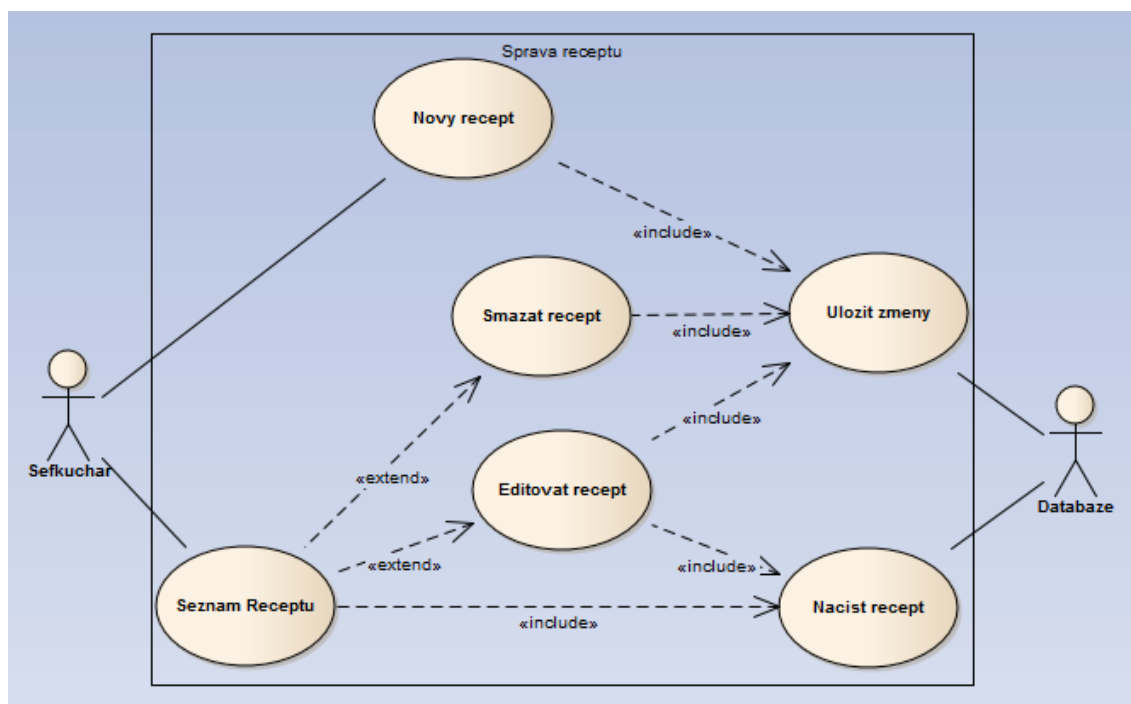 Sprava receptu
Novy recept
«include»
Smazat recept
«include»
Ulozit zmeny
«include»
Sefkuchar
«extend»
Editovat recept
Databaze
«extend»
«include»
Seznam Receptu
«include»
Nacist recept